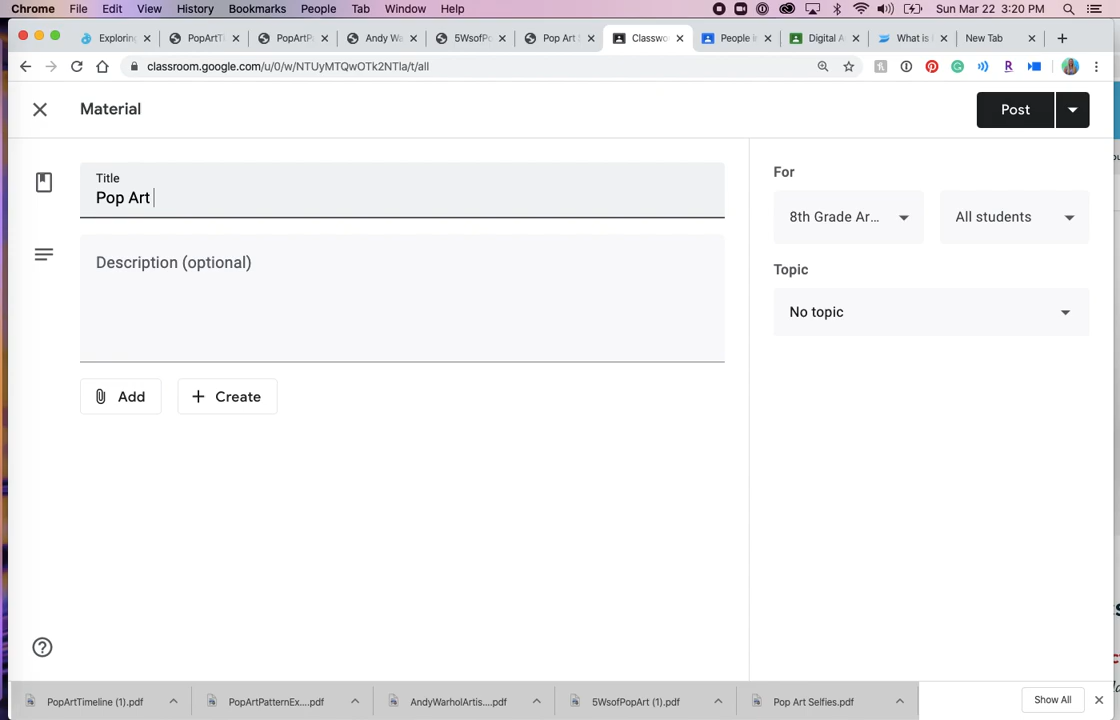 Chrome File Edit View History Bookmarks People Tab Window Help Sun Mar 22 3:20 PM
Exploring PopArtT PopArtP Andy Wa 5WsofPo Pop Art Classwo People i Digital A What is New Tab
classroom.google.com/u/0/w/NTUyMTQwOTk2NTla/t/all
Material
Post
Title
Pop Art
Description (optional)
Add
Create
For
8th Grade Ar...
All students
Topic
No topic
PopArtTimeline (1).pdf
PopArtPatternEx....pdf
AndyWarholArtis....pdf
5WsofPopArt (1).pdf
Pop Art Selfies.pdf
Show All